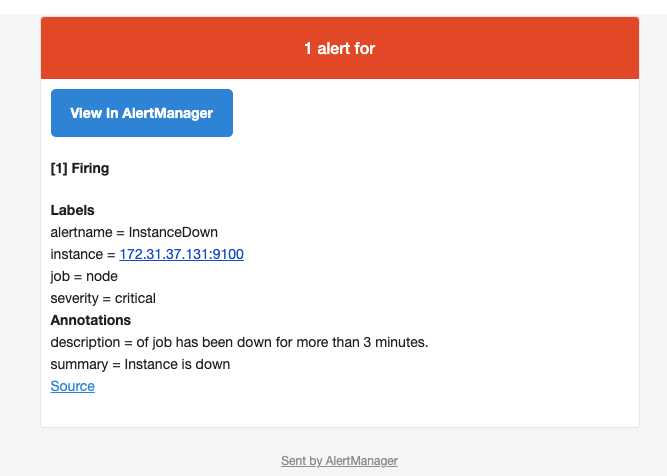 1 alert for
View In AlertManager
[1] Firing
Labels
alertname = InstanceDown
instance = 172.31.37.131:9100
job = node
severity = critical
Annotations
description = of job has been down for more than 3 minutes.
summary = Instance is down
Source
Sent by AlertManager